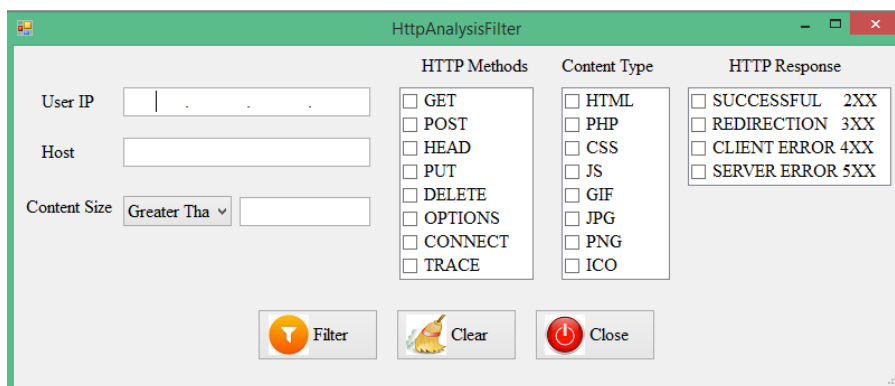 HttpAnalysisFilter
HTTP Methods
Content Type
HTTP Response
User IP
. . .
Host
Content Size
Greater Tha
GET
POST
HEAD
PUT
DELETE
OPTIONS
CONNECT
TRACE
HTML
PHP
CSS
JS
GIF
JPG
PNG
ICO
SUCCESSFUL 2XX
REDIRECTION 3XX
CLIENT ERROR 4XX
SERVER ERROR 5XX
Filter
Clear
Close